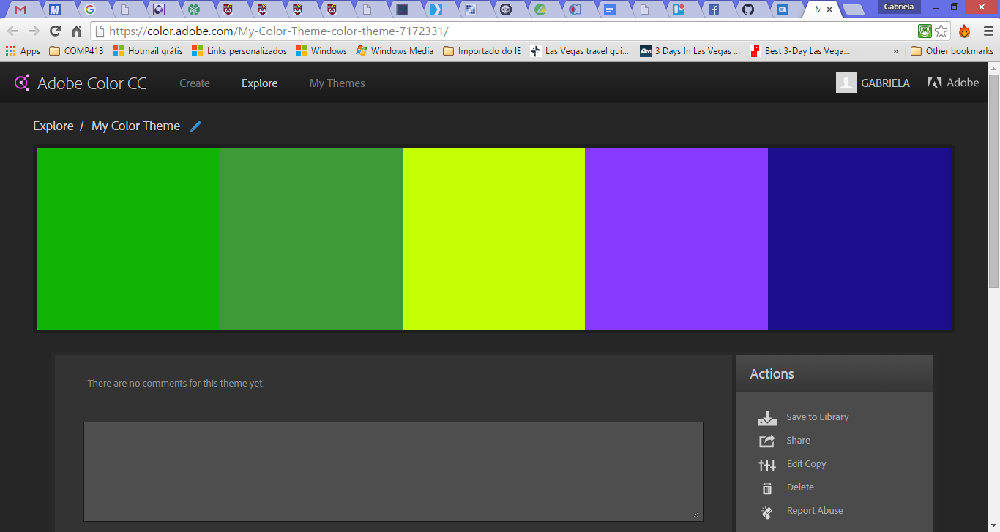 M
Gabriela
https://color.adobe.com/My-Color-Theme-color-theme-7172331/
Apps COMP413 Hotmail grátis Links personalizados Windows Windows Media Importado do IE Las Vegas travel gui... 3 Days In Las Vegas ... Best 3-Day Las Vega... » Other bookmarks
Adobe Color CC Create Explore My Themes GABRIELA Adobe
Explore / My Color Theme
There are no comments for this theme yet.
Actions
Save to Library
Share
Edit Copy
Delete
Report Abuse